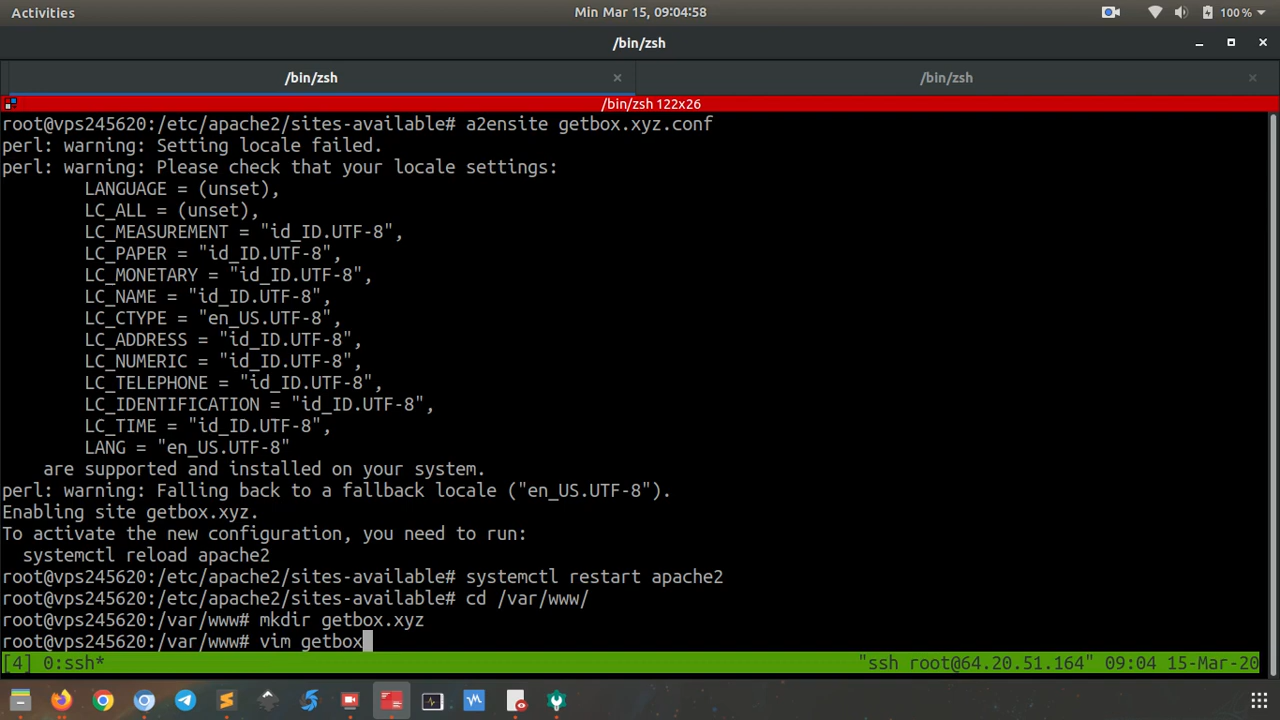 Activities
Min Mar 15, 09:04:58
100 %
/bin/zsh
/bin/zsh
/bin/zsh
/bin/zsh 122x26
root@vps245620:/etc/apache2/sites-available# a2ensite getbox.xyz.conf
perl: warning: Setting locale failed.
perl: warning: Please check that your locale settings:
        LANGUAGE = (unset),
        LC_ALL = (unset),
        LC_MEASUREMENT = "id_ID.UTF-8",
        LC_PAPER = "id_ID.UTF-8",
        LC_MONETARY = "id_ID.UTF-8",
        LC_NAME = "id_ID.UTF-8",
        LC_CTYPE = "en_US.UTF-8",
        LC_ADDRESS = "id_ID.UTF-8",
        LC_NUMERIC = "id_ID.UTF-8",
        LC_TELEPHONE = "id_ID.UTF-8",
        LC_IDENTIFICATION = "id_ID.UTF-8",
        LC_TIME = "id_ID.UTF-8",
        LANG = "en_US.UTF-8"
    are supported and installed on your system.
perl: warning: Falling back to a fallback locale ("en_US.UTF-8").
Enabling site getbox.xyz.
To activate the new configuration, you need to run:
  systemctl reload apache2
root@vps245620:/etc/apache2/sites-available# systemctl restart apache2
root@vps245620:/etc/apache2/sites-available# cd /var/www/
root@vps245620:/var/www# mkdir getbox.xyz
root@vps245620:/var/www# vim getbox
[4] 0:ssh*
"ssh root@64.20.51.164" 09:04 15-Mar-20